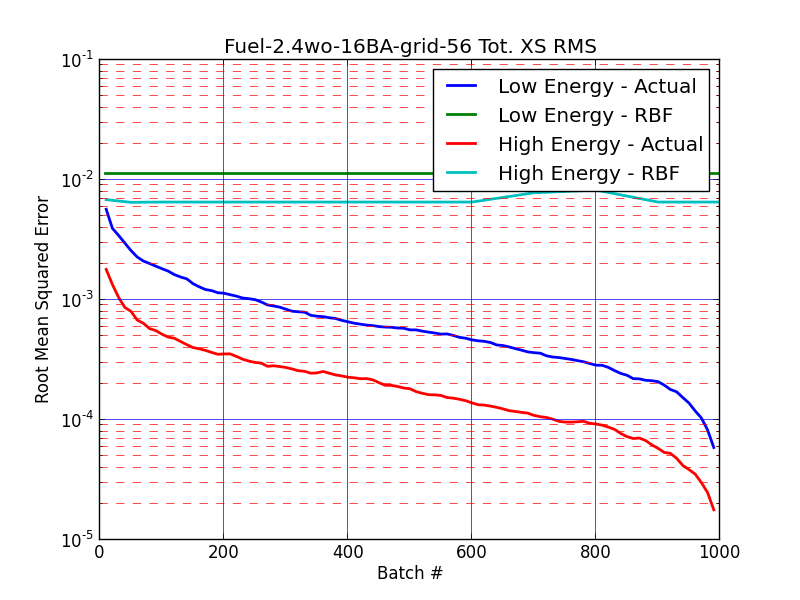 Fuel-2.4wo-16BA-grid-56 Tot. XS RMS
10^-1
10^-2
10^-3
10^-4
10^-5
Root Mean Squared Error
Low Energy - Actual
Low Energy - RBF
High Energy - Actual
High Energy - RBF
0 200 400 600 800 1000
Batch #